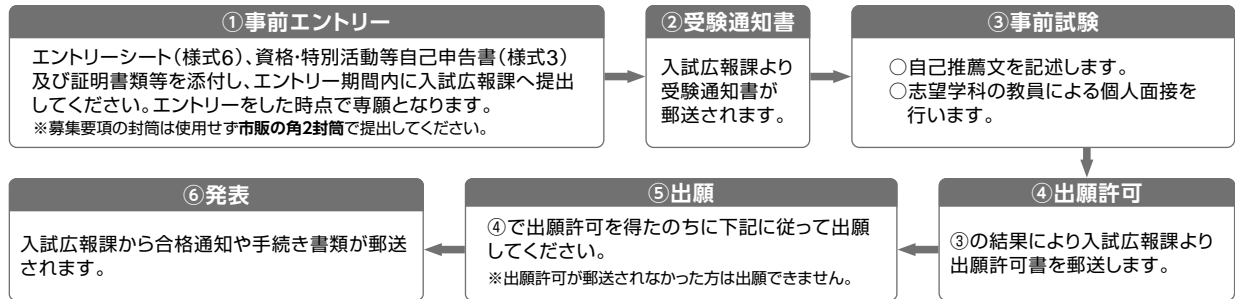 ①事前エントリー
エントリーシート（様式6）、資格・特別活動等自己申告書（様式3）
及び証明書類等を添付し、エントリー期間内に入試広報課へ提出
してください。エントリーをした時点で専願となります。
※募集要項の封筒は使用せず市販の角2封筒で提出してください。
②受験通知書
入試広報課より
受験通知書が
郵送されます。
③事前試験
○自己推薦文を記述します。
○志望学科の教員による個人面接を
行います。
④出願許可
③の結果により入試広報課より
出願許可書を郵送します。
⑤出願
④で出願許可を得たのちに下記に従って出願
してください。
※出願許可が郵送されなかった方は出願できません。
⑥発表
入試広報課から合格通知や手続き書類が郵送
されます。